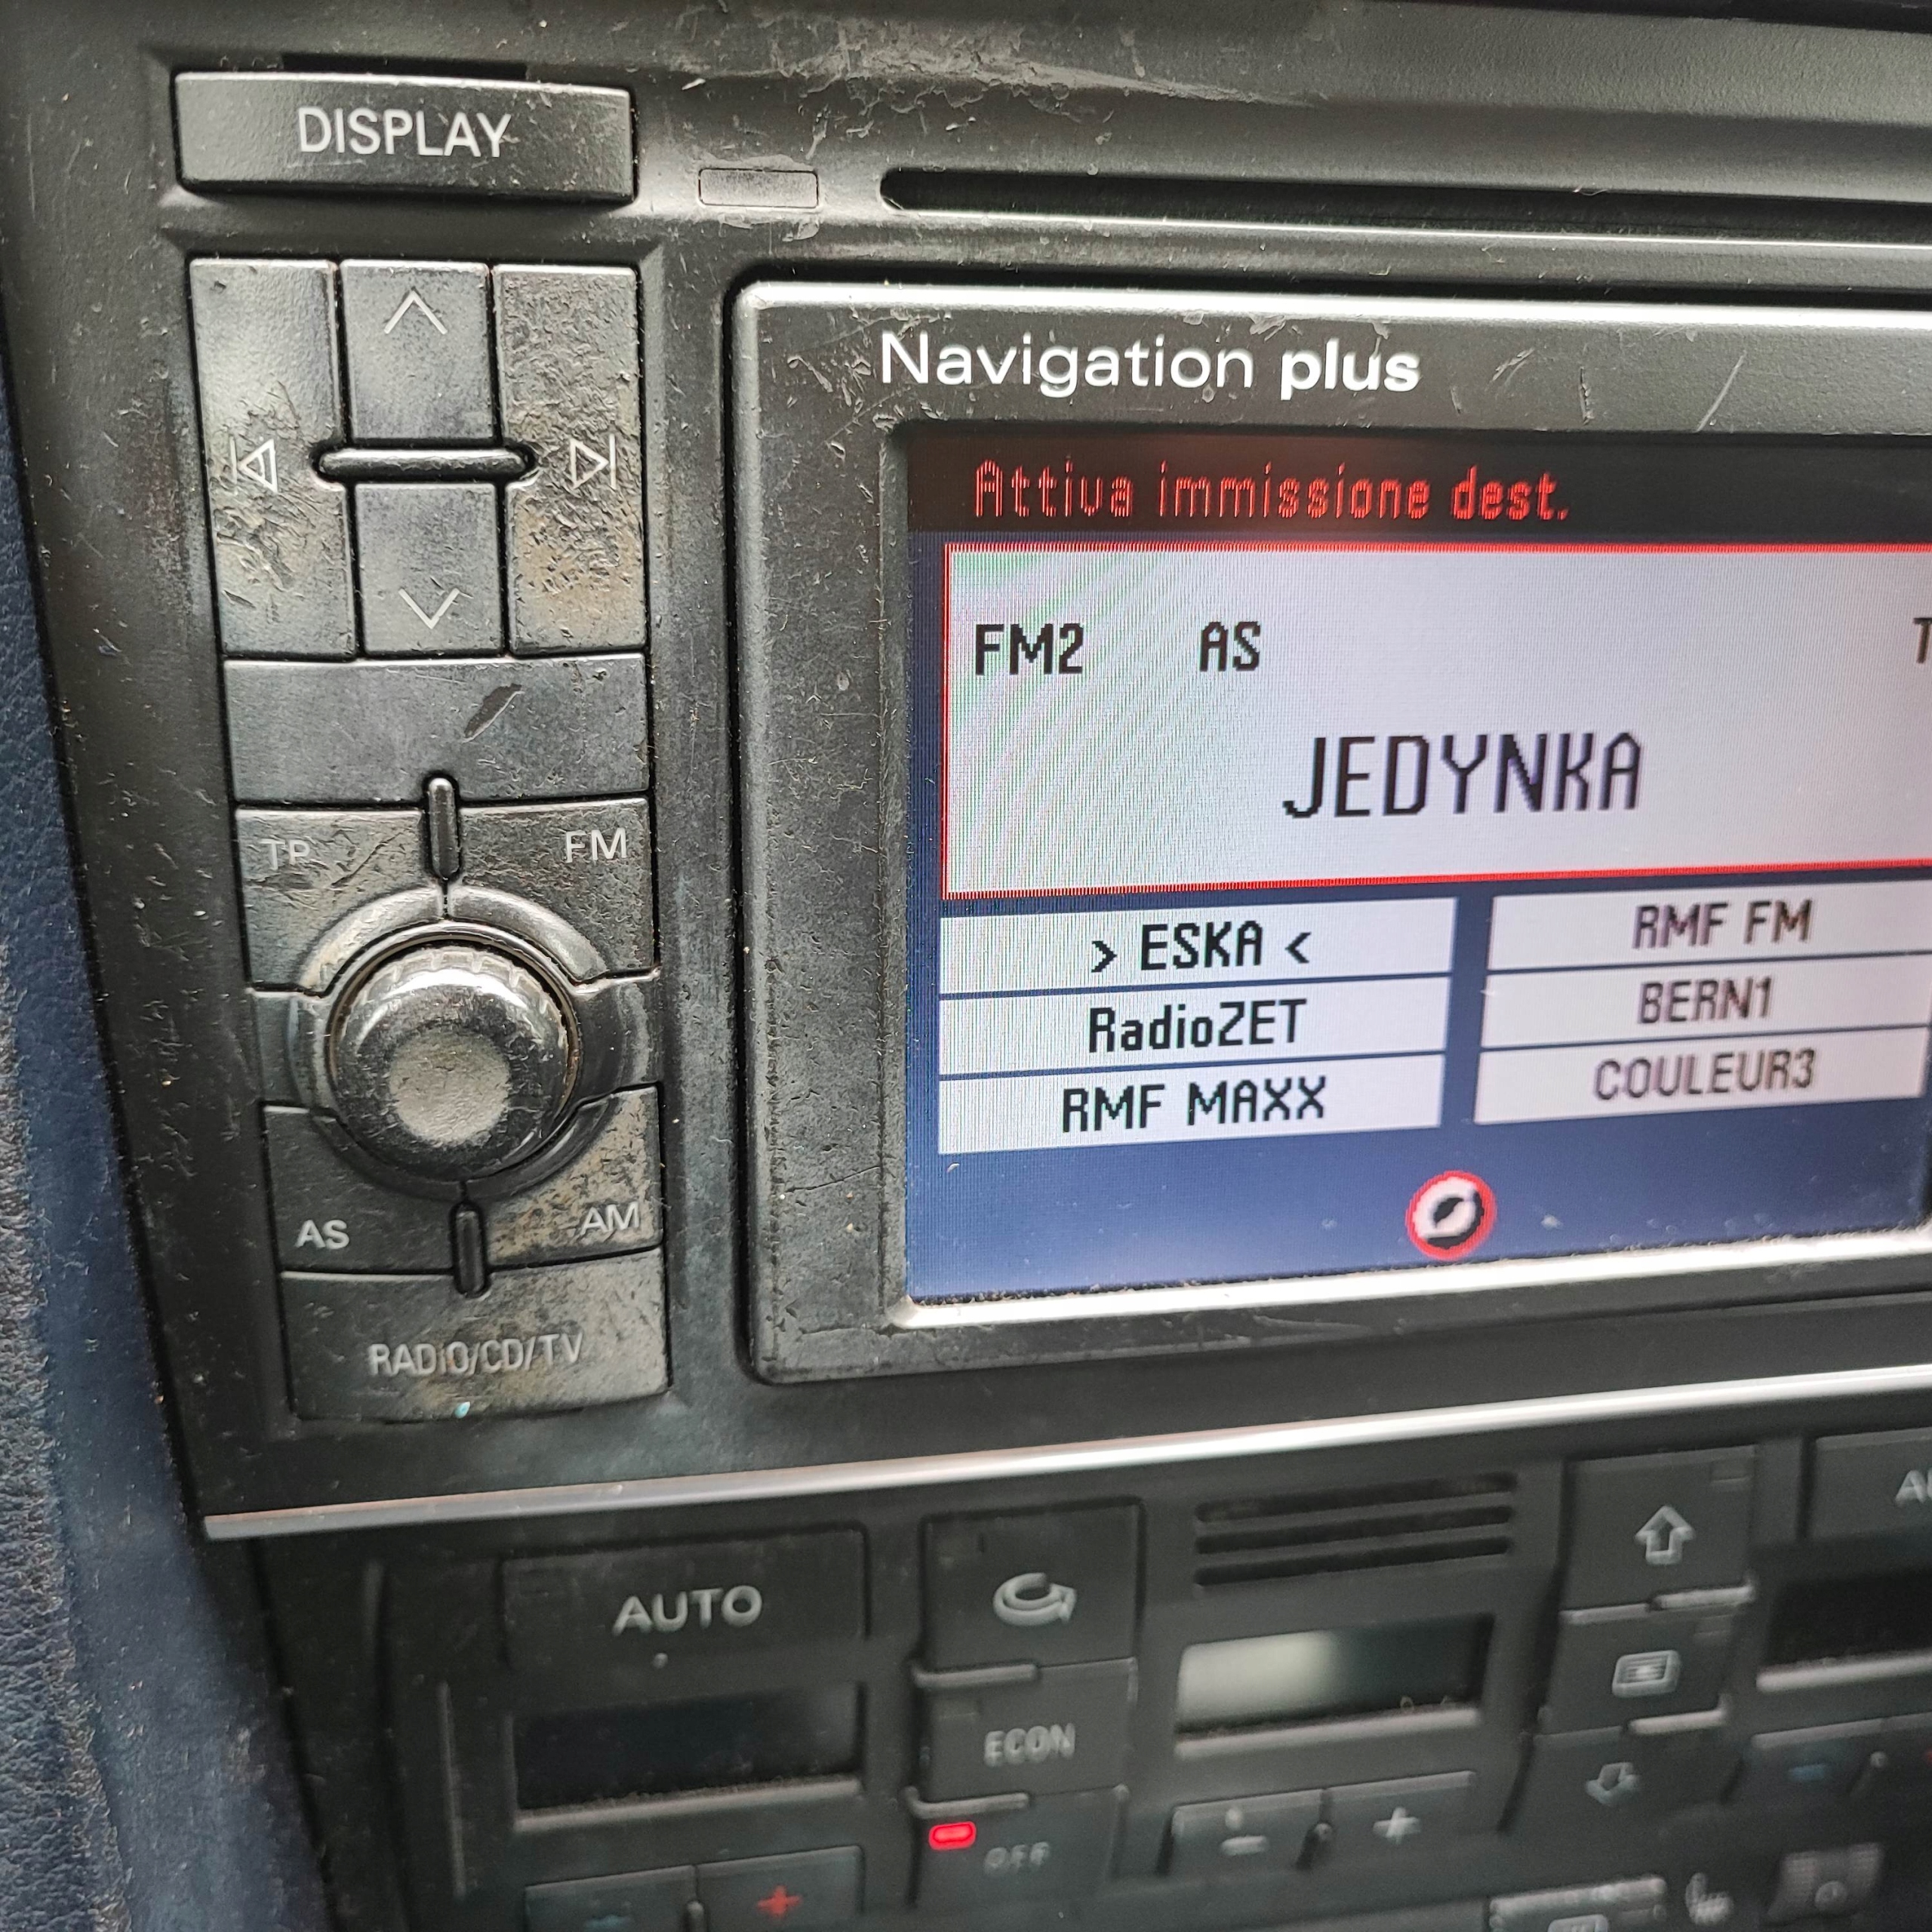 DISPLAY
Navigation plus
Attiva immissione dest.
FM2 AS T
JEDYNKA
TP FM
> ESKA < RMF FM
RadioZET BERN1
RMF MAXX COULEUR3
AS AM
RADIO/CD/TV
AUTO
ECON
OFF